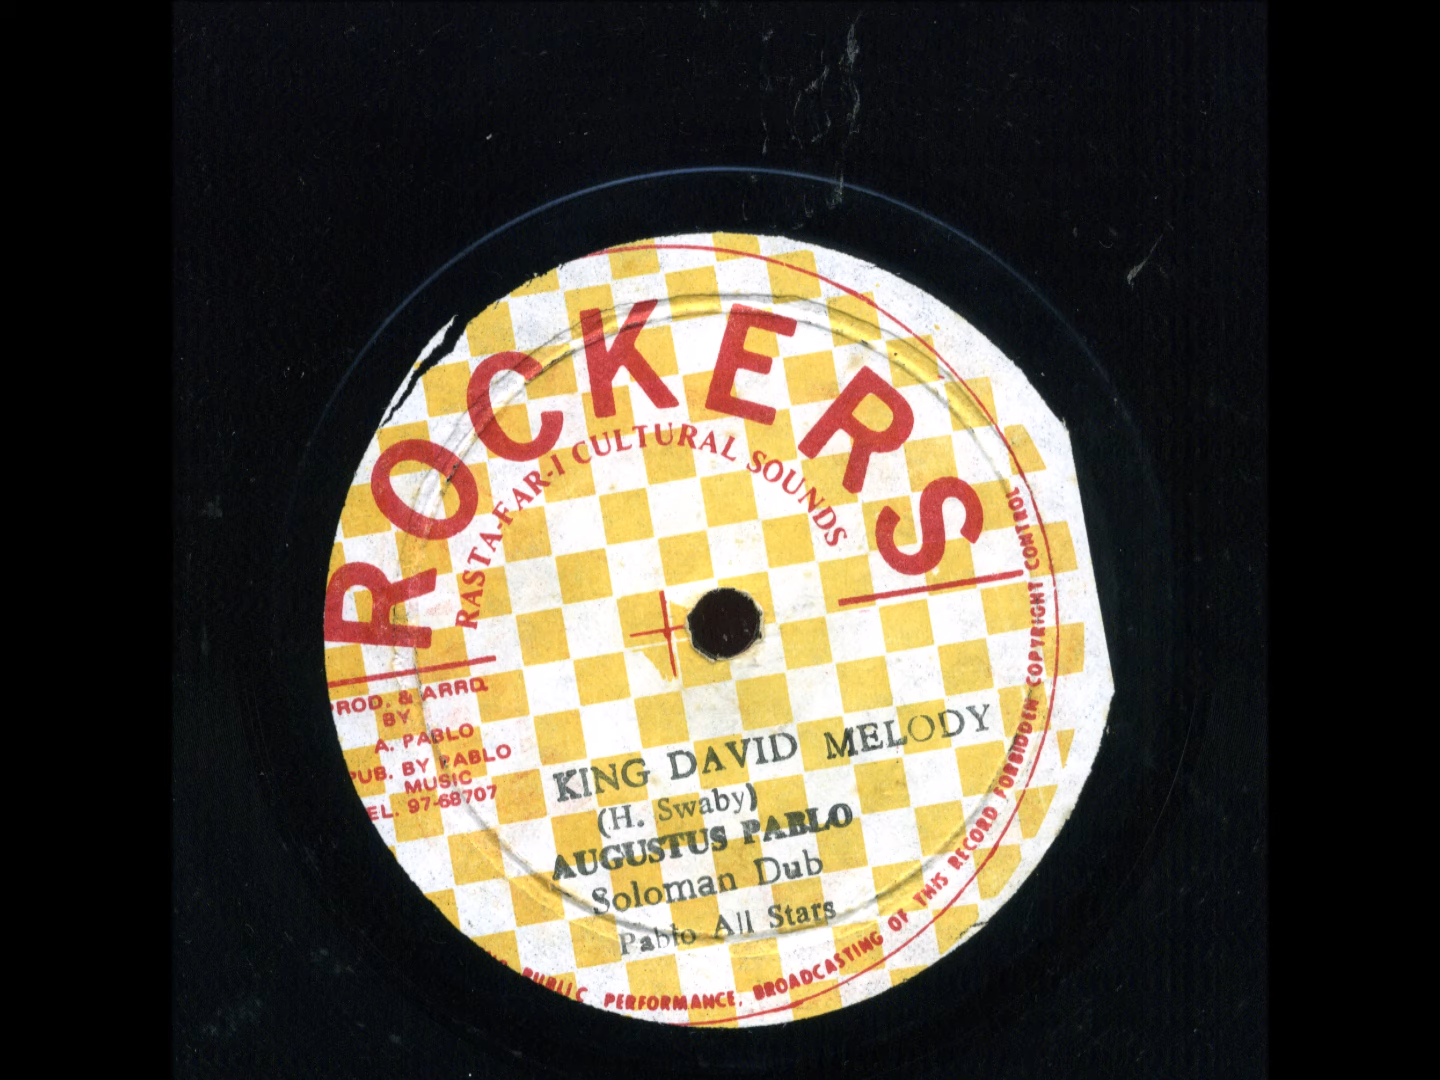 ROCKERS
RASTA-FAR-I CULTURAL SOUNDS
PROD. & ARRD.
BY
A. PABLO
PUB. BY PABLO
MUSIC
TEL. 97-68707
KING DAVID MELODY
(H. Swaby)
AUGUSTUS PABLO
Soloman Dub
Pablo All Stars
PUBLIC PERFORMANCE, BROADCASTING OF THIS RECORD FORBIDDEN COPYRIGHT CONTROL